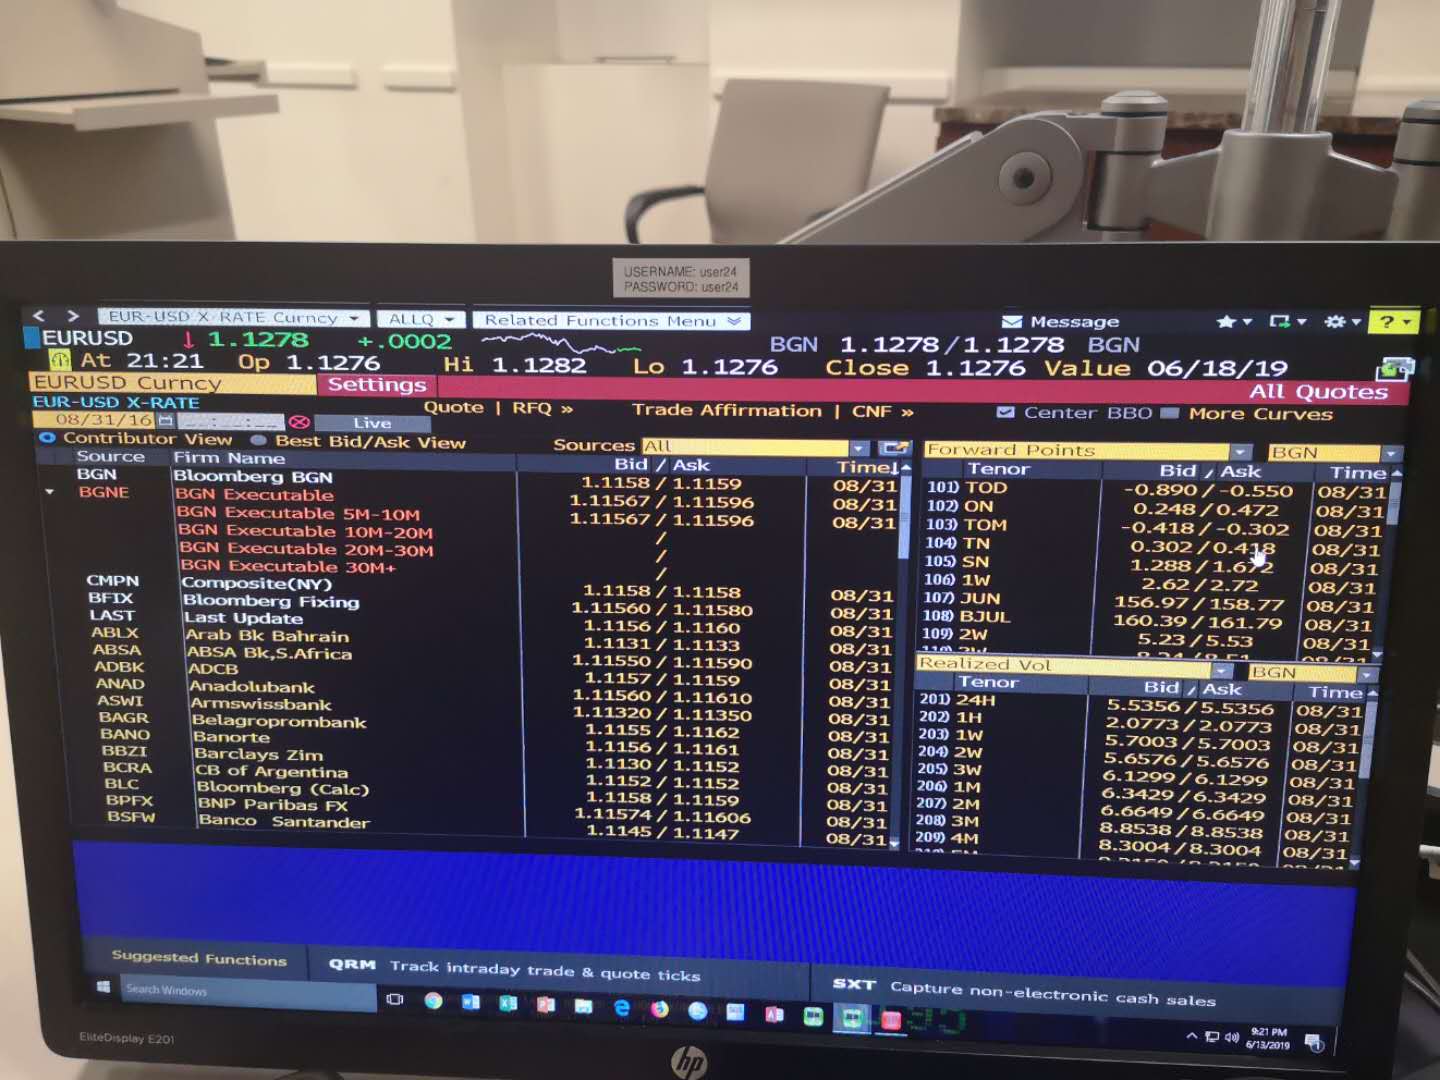 USERNAME: user24
PASSWORD: user24
< > EUR-USD X-RATE Curncy ALLQ Related Functions Menu Message ?
EURUSD ↓ 1.1278 +.0002 BGN 1.1278 / 1.1278 BGN
At 21:21 Op 1.1276 Hi 1.1282 Lo 1.1276 Close 1.1276 Value 06/18/19
EURUSD Curncy Settings All Quotes
EUR-USD X-RATE Quote | RFQ » Trade Affirmation | CNF » Center BBO More Curves
08/31/16 Live
Contributor View Best Bid/Ask View Sources All
Source Firm Name Bid / Ask Time↓
BGN Bloomberg BGN 1.1158 / 1.1159 08/31
BGNE BGN Executable 1.11567 / 1.11596 08/31
BGN Executable 5M-10M 1.11567 / 1.11596 08/31
BGN Executable 10M-20M /
BGN Executable 20M-30M /
BGN Executable 30M+ /
CMPN Composite(NY) 1.1158 / 1.1158 08/31
BFIX Bloomberg Fixing 1.11560 / 1.11580 08/31
LAST Last Update 1.1156 / 1.1160 08/31
ABLX Arab Bk Bahrain 1.1131 / 1.1133 08/31
ABSA ABSA Bk,S.Africa 1.11550 / 1.11590 08/31
ADBK ADCB 1.1157 / 1.1159 08/31
ANAD Anadolubank 1.11560 / 1.11610 08/31
ASWI Armswissbank 1.11320 / 1.11350 08/31
BAGR Belagroprombank 1.1155 / 1.1162 08/31
BANO Banorte 1.1156 / 1.1161 08/31
BBZI Barclays Zim 1.1130 / 1.1152 08/31
BCRA CB of Argentina 1.1152 / 1.1152 08/31
BLC Bloomberg (Calc) 1.1158 / 1.1159 08/31
BPFX BNP Paribas FX 1.11574 / 1.11606 08/31
BSFW Banco Santander 1.1145 / 1.1147 08/31
Forward Points BGN
Tenor Bid / Ask Time
101) TOD -0.890 / -0.550 08/31
102) ON 0.248 / 0.472 08/31
103) TOM -0.418 / -0.302 08/31
104) TN 0.302 / 0.418 08/31
105) SN 1.288 / 1.672 08/31
106) 1W 2.62 / 2.72 08/31
107) JUN 156.97 / 158.77 08/31
108) BJUL 160.39 / 161.79 08/31
109) 2W 5.23 / 5.53 08/31
Realized Vol BGN
Tenor Bid / Ask Time
201) 24H 5.5356 / 5.5356 08/31
202) 1H 2.0773 / 2.0773 08/31
203) 1W 5.7003 / 5.7003 08/31
204) 2W 5.6576 / 5.6576 08/31
205) 3W 6.1299 / 6.1299 08/31
206) 1M 6.3429 / 6.3429 08/31
207) 2M 6.6649 / 6.6649 08/31
208) 3M 8.8538 / 8.8538 08/31
209) 4M 8.3004 / 8.3004 08/31
Suggested Functions QRM Track intraday trade & quote ticks SXT Capture non-electronic cash sales
Search Windows
9:21 PM
6/13/2019
EliteDisplay E201
hp